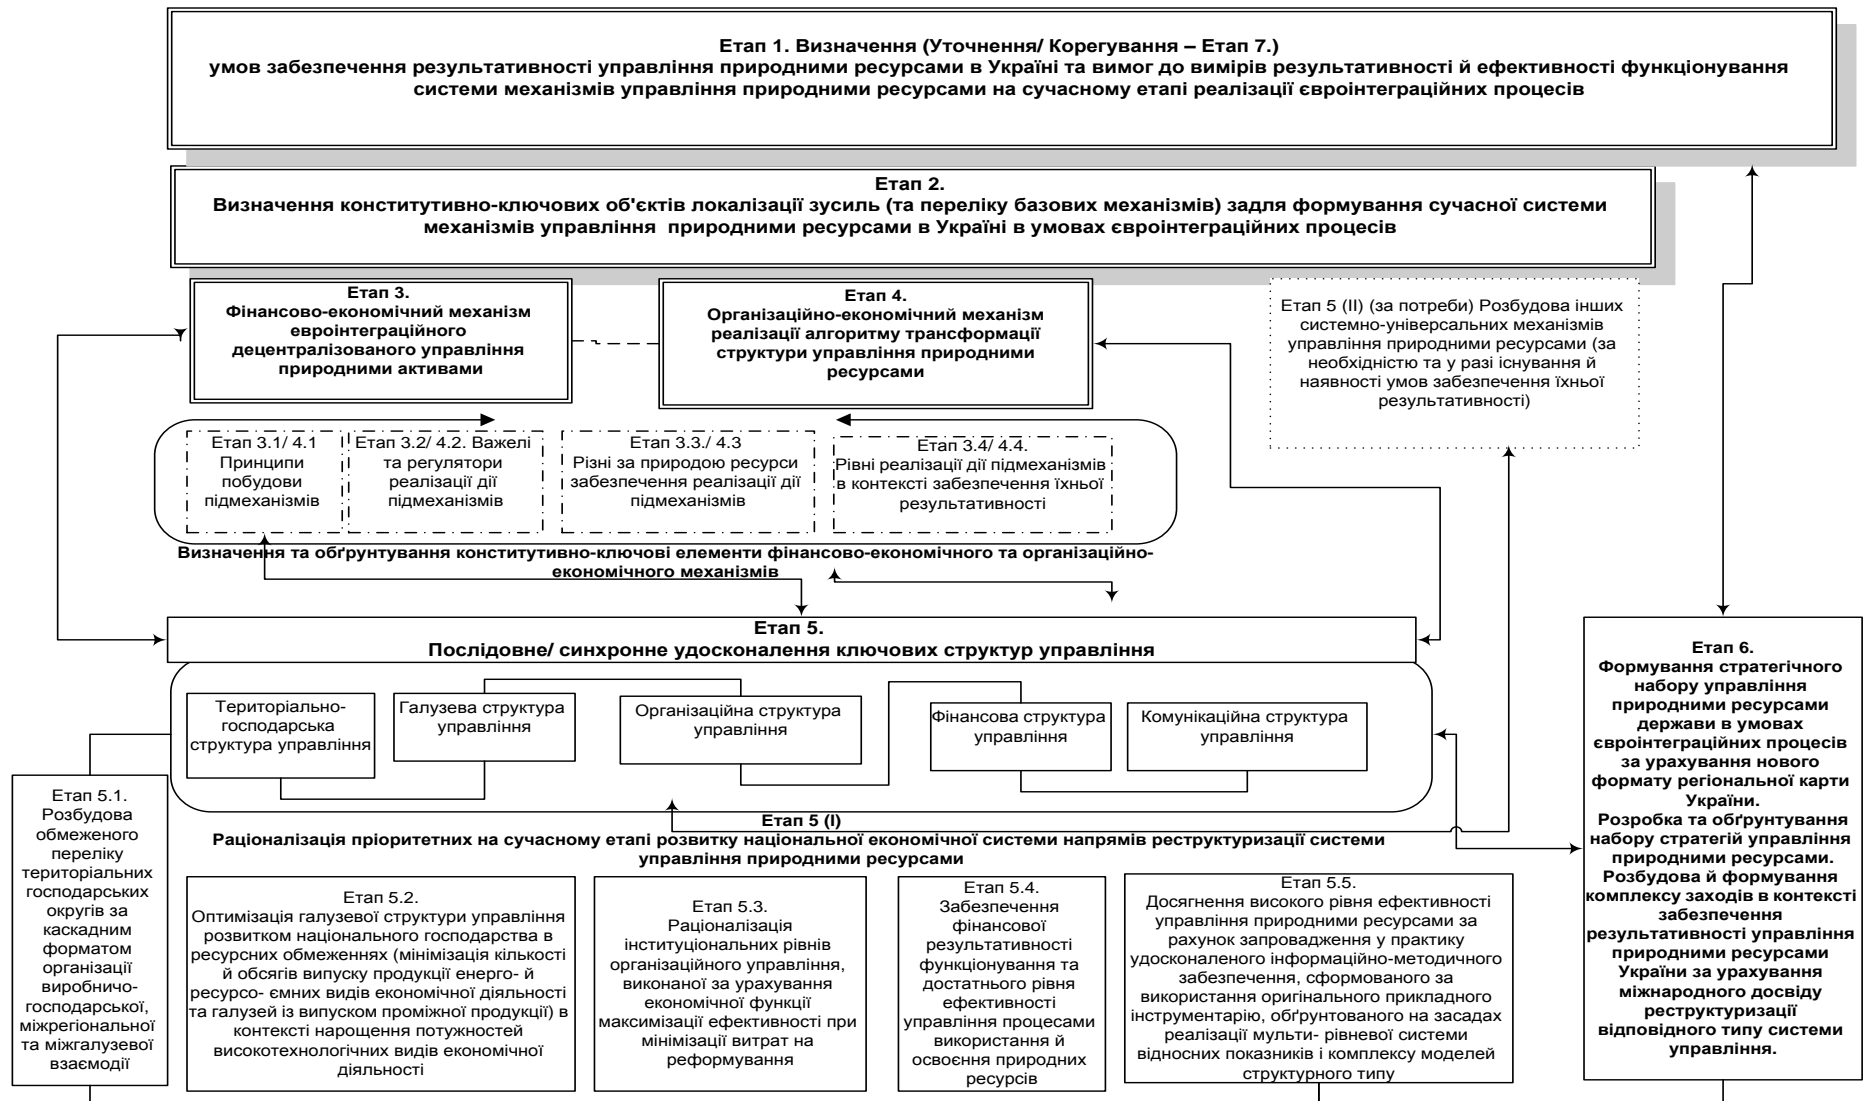 Етап 1. Визначення (Уточнення/ Корегування – Етап 7.)
умов забезпечення результативності управління природними ресурсами в Україні та вимог до вимірів результативності й ефективності функціонування
системи механізмів управління природними ресурсами на сучасному етапі реалізації євроінтеграційних процесів
Етап 2.
Визначення конститутивно-ключових об'єктів локалізації зусиль (та переліку базових механізмів) задля формування сучасної системи
механізмів управління природними ресурсами в Україні в умовах євроінтеграційних процесів
Етап 3.
Фінансово-економічний механізм
евроінтеграційного
децентралізованого управління
природними активами
Етап 4.
Організаційно-економічний механізм
реалізації алгоритму трансформації
структури управління природними
ресурсами
Етап 5 (ІІ) (за потреби) Розбудова інших
системно-універсальних механізмів
управління природними ресурсами (за
необхідністю та у разі існування й
наявності умов забезпечення їхньої
результативності)
Етап 3.1/ 4.1
Принципи
побудови
підмеханізмів
Етап 3.2/ 4.2. Важелі
та регулятори
реалізації дії
підмеханізмів
Етап 3.3./ 4.3
Різні за природою ресурси
забезпечення реалізації дії
підмеханізмів
Етап 3.4/ 4.4.
Рівні реалізації дії підмеханізмів
в контексті забезпечення їхньої
результативності
Визначення та обґрунтування конститутивно-ключові елементи фінансово-економічного та організаційно-
економічного механізмів
Етап 5.
Послідовне/ синхронне удосконалення ключових структур управління
Територіально-
господарська
структура управління
Галузева структура
управління
Організаційна структура
управління
Фінансова структура
управління
Комунікаційна структура
управління
Етап 5 (І)
Раціоналізація пріоритетних на сучасному етапі розвитку національної економічної системи напрямів реструктуризації системи
управління природними ресурсами
Етап 5.1.
Розбудова
обмеженого
переліку
територіальних
господарських
округів за
каскадним
форматом
організації
виробничо-
господарської,
міжрегіональної
та міжгалузевої
взаємодії
Етап 5.2.
Оптимізація галузевої структури управління
розвитком національного господарства в
ресурсних обмеженнях (мінімізація кількості
й обсягів випуску продукції енерго- й
ресурсо- ємних видів економічної діяльності
та галузей із випуском проміжної продукції) в
контексті нарощення потужностей
високотехнологічних видів економічної
діяльності
Етап 5.3.
Раціоналізація
інституціональних рівнів
організаційного управління,
виконаної за урахування
економічної функції
максимізації ефективності при
мінімізації витрат на
реформування
Етап 5.4.
Забезпечення
фінансової
результативності
функціонування та
достатнього рівня
ефективності
управління процесами
використання й
освоєння природних
ресурсів
Етап 5.5.
Досягнення високого рівня ефективності
управління природними ресурсами за
рахунок запровадження у практику
удосконаленого інформаційно-методичного
забезпечення, сформованого за
використання оригінального прикладного
інструментарію, обґрунтованого на засадах
реалізації мульти- рівневої системи
відносних показників і комплексу моделей
структурного типу
Етап 6.
Формування стратегічного
набору управління
природними ресурсами
держави в умовах
євроінтеграційних процесів
за урахування нового
формату регіональної карти
України.
Розробка та обґрунтування
набору стратегій управління
природними ресурсами.
Розбудова й формування
комплексу заходів в контексті
забезпечення
результативності управління
природними ресурсами
України за урахування
міжнародного досвіду
реструктуризації
відповідного типу системи
управління.